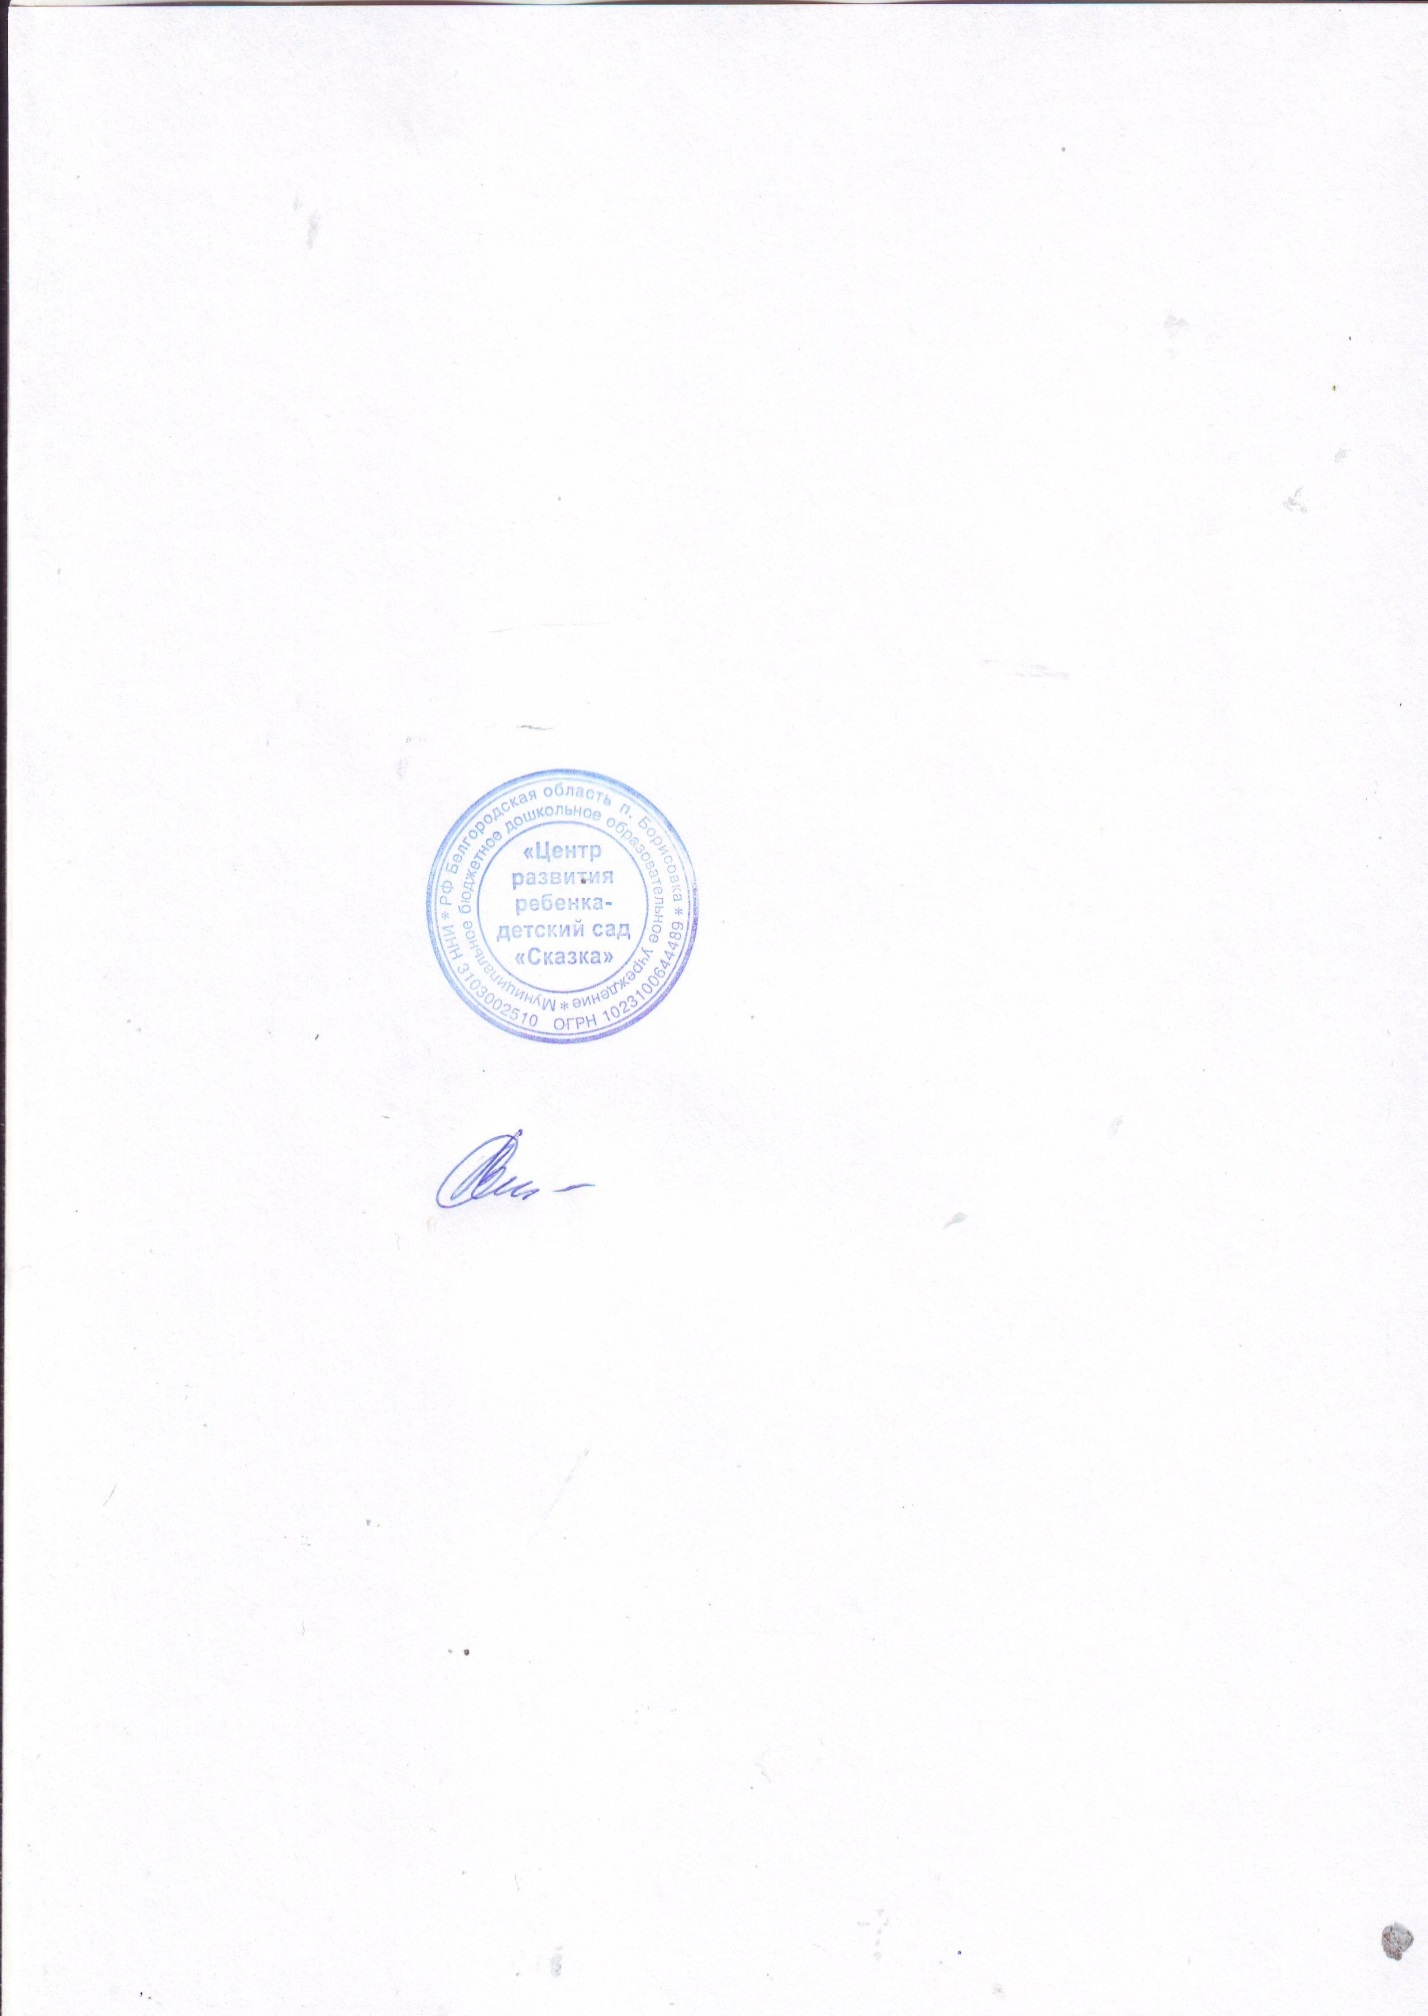 * РФ Белгородская область п. Борисовка * ОГРН 1023100644489 ИНН 3103002510
* Муниципальное бюджетное дошкольное образовательное учреждение
«Центр
развития
ребенка-
детский сад
«Сказка»